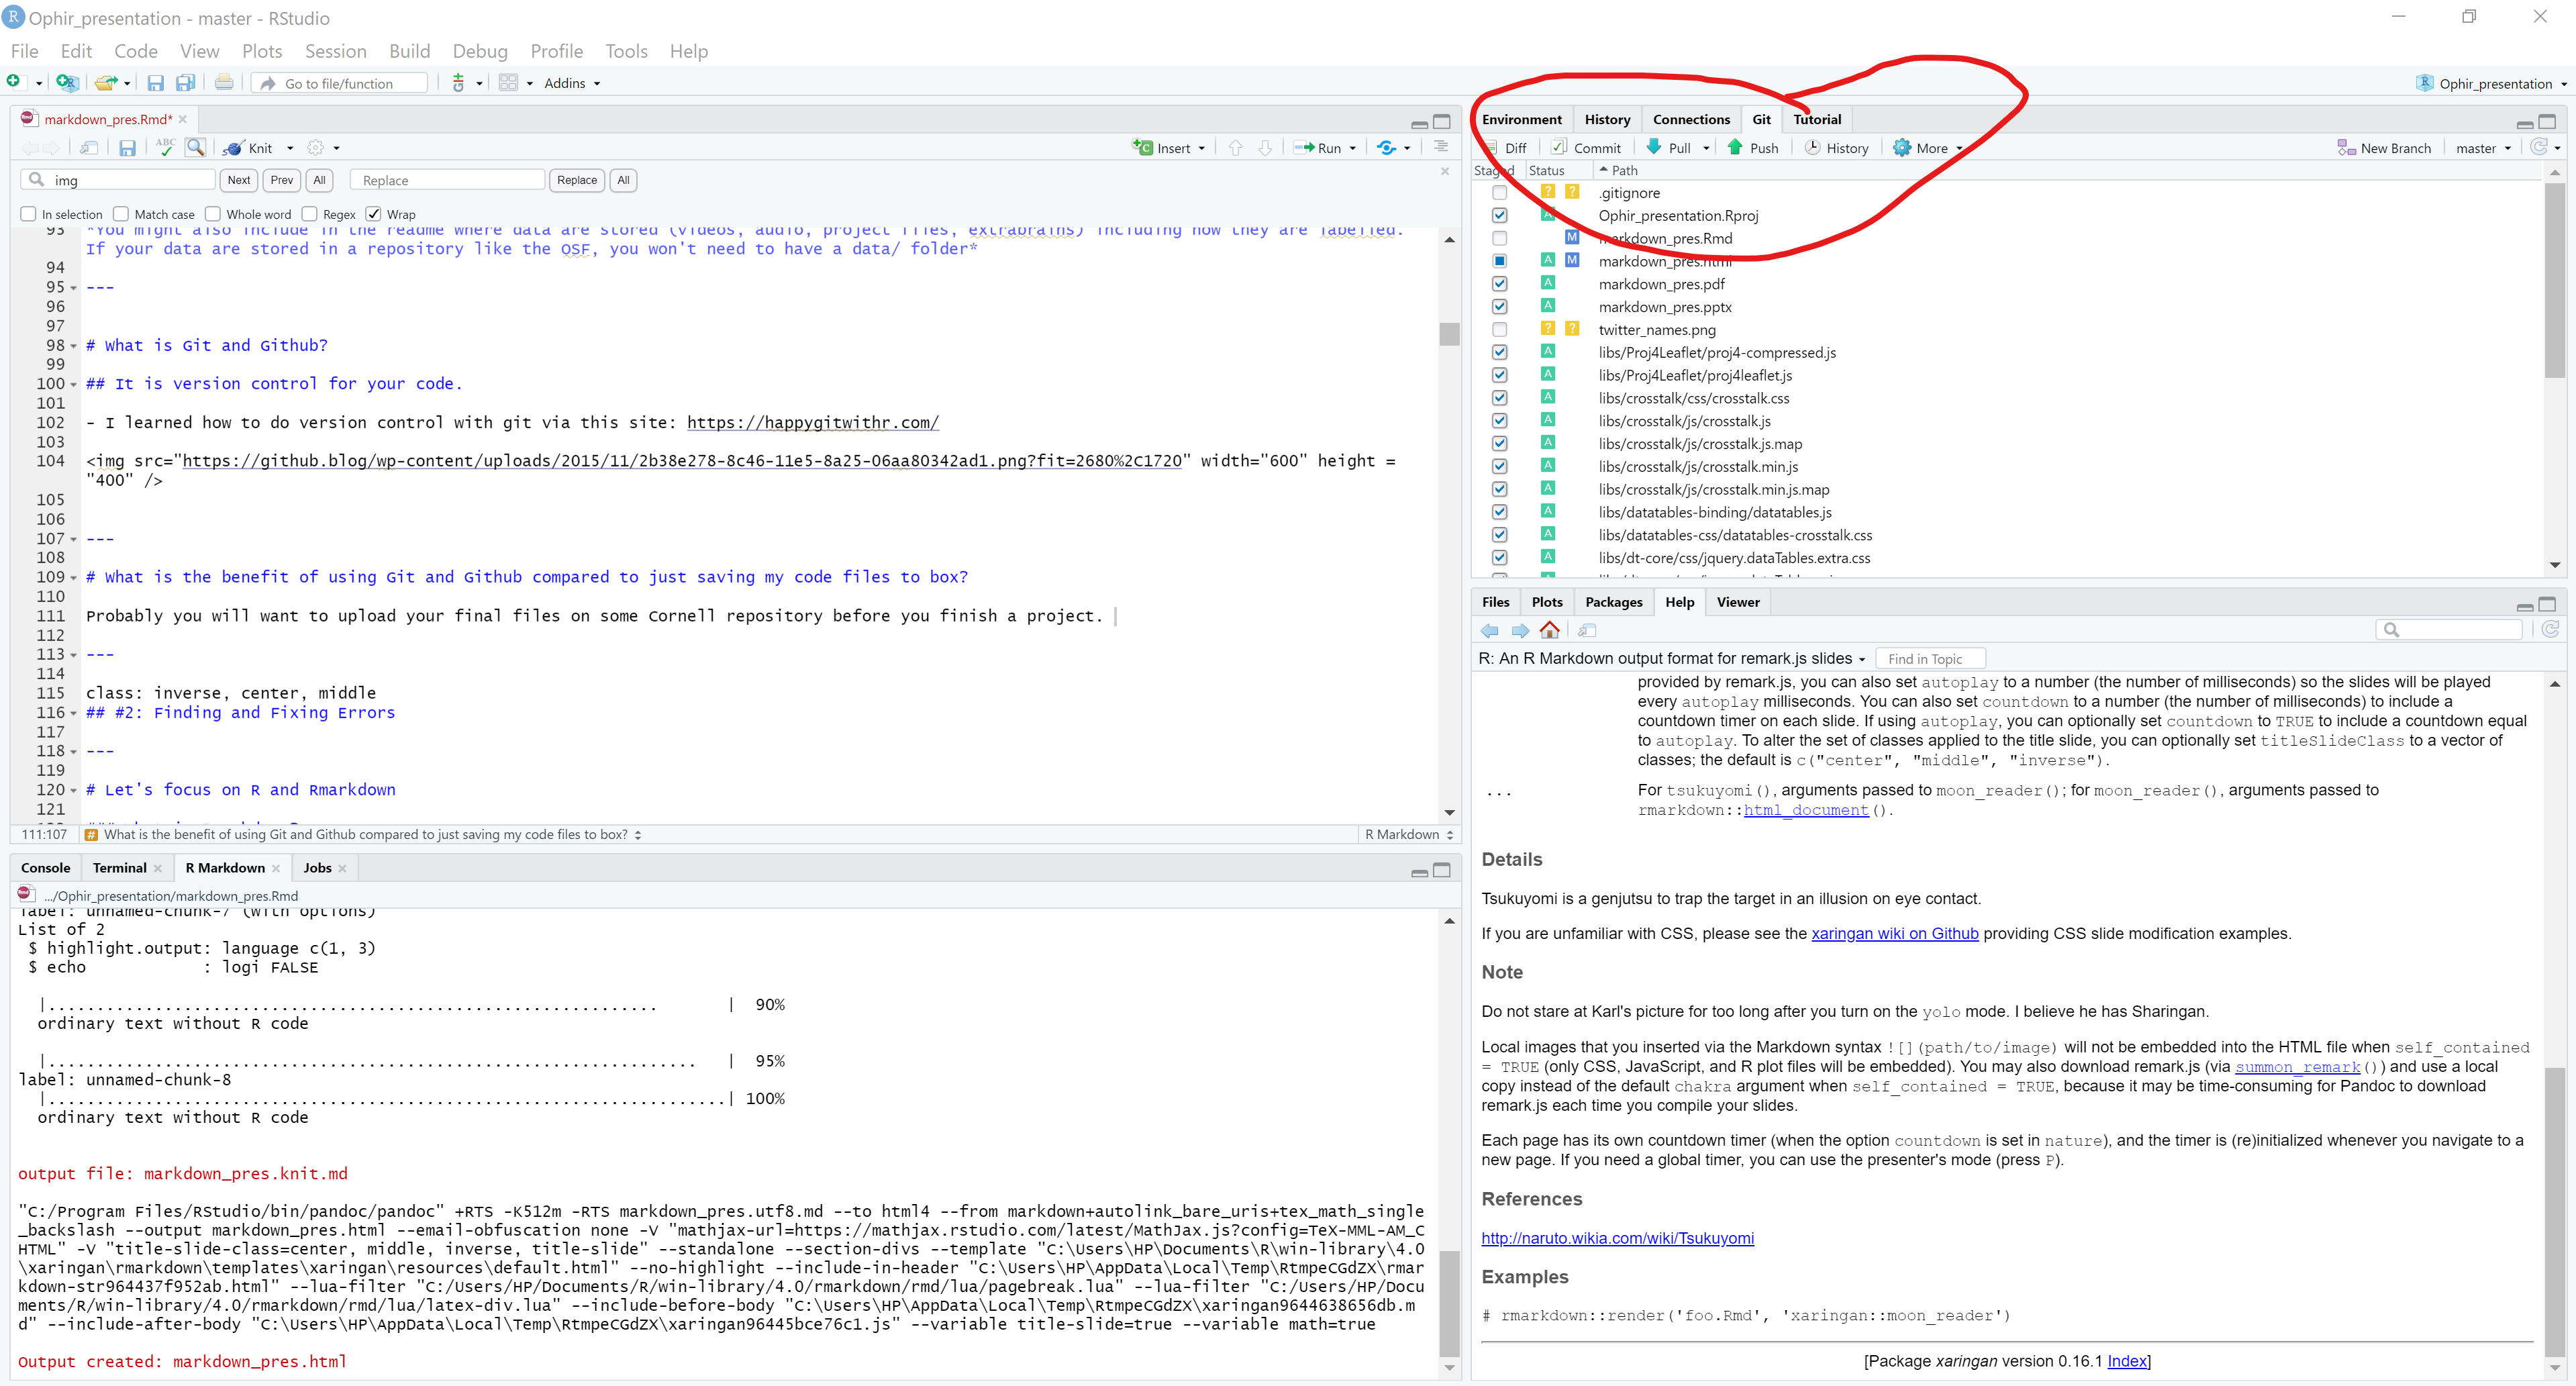 Ophir_presentation - master - RStudio
File Edit Code View Plots Session Build Debug Profile Tools Help
Go to file/function Addins Ophir_presentation
markdown_pres.Rmd*
ABC Knit Insert Run
img Next Prev All Replace Replace All
In selection Match case Whole word Regex Wrap
93 *You might also include in the readme where data are stored (videos, audio, project files, extrabrains) including how they are labelled.
If your data are stored in a repository like the OSF, you won't need to have a data/ folder*
94
95 ---
96
97
98 # What is Git and Github?
99
100 ## It is version control for your code.
101
102 - I learned how to do version control with git via this site: https://happygitwithr.com/
103
104 <img src="https://github.blog/wp-content/uploads/2015/11/2b38e278-8c46-11e5-8a25-06aa80342ad1.png?fit=2680%2c1720" width="600" height =
"400" />
105
106
107 ---
108
109 # What is the benefit of using Git and Github compared to just saving my code files to box?
110
111 Probably you will want to upload your final files on some Cornell repository before you finish a project.
112
113 ---
114
115 class: inverse, center, middle
116 ## #2: Finding and Fixing Errors
117
118 ---
119
120 # Let's focus on R and Rmarkdown
121
111:107 # What is the benefit of using Git and Github compared to just saving my code files to box? R Markdown
Console Terminal R Markdown Jobs
.../Ophir_presentation/markdown_pres.Rmd
label: unnamed-chunk-7 (with options)
List of 2
$ highlight.output: language c(1, 3)
$ echo : logi FALSE
|................................................................. | 90%
ordinary text without R code
|..................................................................... | 95%
label: unnamed-chunk-8
|........................................................................| 100%
ordinary text without R code
output file: markdown_pres.knit.md
"C:/Program Files/RStudio/bin/pandoc/pandoc" +RTS -K512m -RTS markdown_pres.utf8.md --to html4 --from markdown+autolink_bare_uris+tex_math_single
_backslash --output markdown_pres.html --email-obfuscation none -V "mathjax-url=https://mathjax.rstudio.com/latest/MathJax.js?config=TeX-MML-AM_C
HTML" -V "title-slide-class=center, middle, inverse, title-slide" --standalone --section-divs --template "C:\Users\HP\Documents\R\win-library\4.0
\xaringan\rmarkdown\templates\xaringan\resources\default.html" --no-highlight --include-in-header "C:\Users\HP\AppData\Local\Temp\RtmpeCGdZX\rmar
kdown-str964437f952ab.html" --lua-filter "C:/Users/HP/Documents/R/win-library/4.0/rmarkdown/rmd/lua/pagebreak.lua" --lua-filter "C:/Users/HP/Docu
ments/R/win-library/4.0/rmarkdown/rmd/lua/latex-div.lua" --include-before-body "C:\Users\HP\AppData\Local\Temp\RtmpeCGdZX\xaringan9644638656db.m
d" --include-after-body "C:\Users\HP\AppData\Local\Temp\RtmpeCGdZX\xaringan96445bce76c1.js" --variable title-slide=true --variable math=true
Output created: markdown_pres.html
Environment History Connections Git Tutorial
Diff Commit Pull Push History More New Branch master
Staged Status Path
? ? .gitignore
A Ophir_presentation.Rproj
M markdown_pres.Rmd
A M markdown_pres.html
A markdown_pres.pdf
A markdown_pres.pptx
? ? twitter_names.png
A libs/Proj4Leaflet/proj4-compressed.js
A libs/Proj4Leaflet/proj4leaflet.js
A libs/crosstalk/css/crosstalk.css
A libs/crosstalk/js/crosstalk.js
A libs/crosstalk/js/crosstalk.js.map
A libs/crosstalk/js/crosstalk.min.js
A libs/crosstalk/js/crosstalk.min.js.map
A libs/datatables-binding/datatables.js
A libs/datatables-css/datatables-crosstalk.css
A libs/dt-core/css/jquery.dataTables.extra.css
Files Plots Packages Help Viewer
R: An R Markdown output format for remark.js slides Find in Topic
provided by remark.js, you can also set autoplay to a number (the number of milliseconds) so the slides will be played
every autoplay milliseconds. You can also set countdown to a number (the number of milliseconds) to include a
countdown timer on each slide. If using autoplay, you can optionally set countdown to TRUE to include a countdown equal
to autoplay. To alter the set of classes applied to the title slide, you can optionally set titleSlideClass to a vector of
classes; the default is c("center", "middle", "inverse").
... For tsukuyomi(), arguments passed to moon_reader(); for moon_reader(), arguments passed to
rmarkdown::html_document().
Details
Tsukuyomi is a genjutsu to trap the target in an illusion on eye contact.
If you are unfamiliar with CSS, please see the xaringan wiki on Github providing CSS slide modification examples.
Note
Do not stare at Karl's picture for too long after you turn on the yolo mode. I believe he has Sharingan.
Local images that you inserted via the Markdown syntax ![](path/to/image) will not be embedded into the HTML file when self_contained
= TRUE (only CSS, JavaScript, and R plot files will be embedded). You may also download remark.js (via summon_remark()) and use a local
copy instead of the default chakra argument when self_contained = TRUE, because it may be time-consuming for Pandoc to download
remark.js each time you compile your slides.
Each page has its own countdown timer (when the option countdown is set in nature), and the timer is (re)initialized whenever you navigate to a
new page. If you need a global timer, you can use the presenter's mode (press P).
References
http://naruto.wikia.com/wiki/Tsukuyomi
Examples
# rmarkdown::render('foo.Rmd', 'xaringan::moon_reader')
[Package xaringan version 0.16.1 Index]